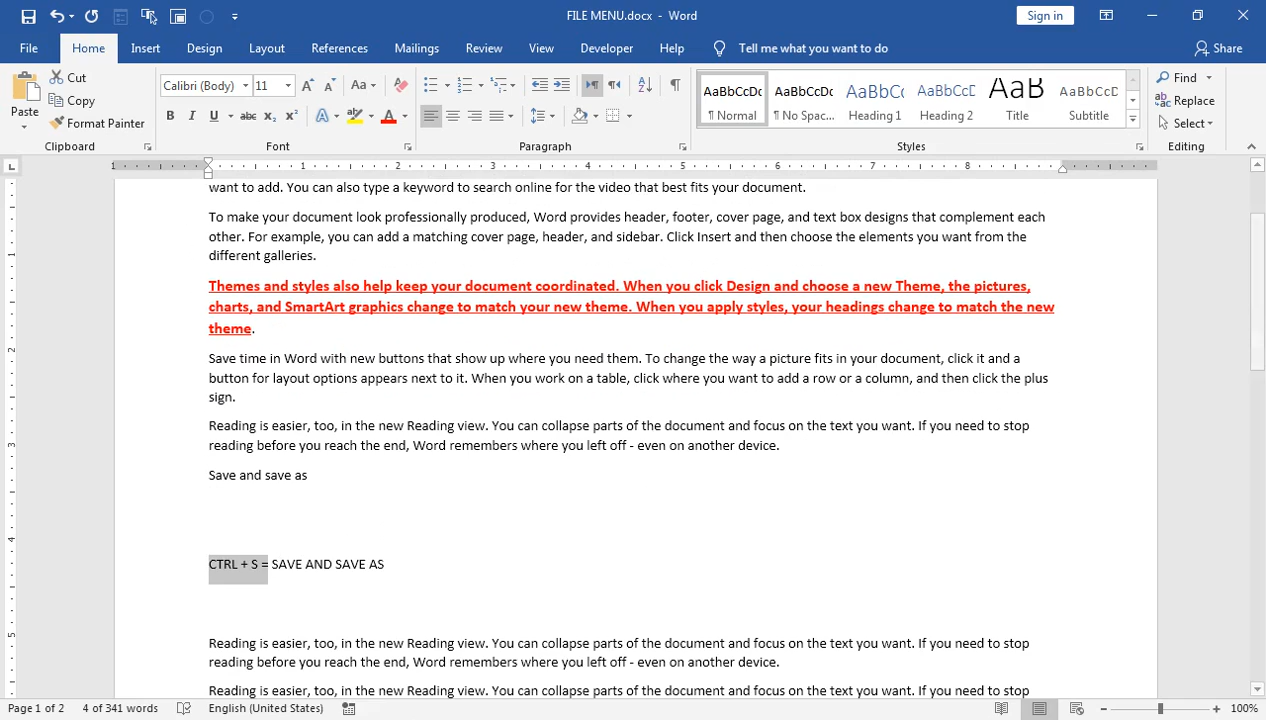 FILE MENU.docx - Word
Sign in
File Home Insert Design Layout References Mailings Review View Developer Help Tell me what you want to do Share
Paste
Cut
Copy
Format Painter
Clipboard
Calibri (Body) 11
Font
Paragraph
AaBbCcDc AaBbCcDc AaBbCc AaBbCcD AaB AaBbCcD
¶ Normal ¶ No Spac... Heading 1 Heading 2 Title Subtitle
Styles
Find
Replace
Select
Editing
1 1 2 3 4 5 6 7 8
want to add. You can also type a keyword to search online for the video that best fits your document.
To make your document look professionally produced, Word provides header, footer, cover page, and text box designs that complement each
other. For example, you can add a matching cover page, header, and sidebar. Click Insert and then choose the elements you want from the
different galleries.
Themes and styles also help keep your document coordinated. When you click Design and choose a new Theme, the pictures,
charts, and SmartArt graphics change to match your new theme. When you apply styles, your headings change to match the new
theme.
Save time in Word with new buttons that show up where you need them. To change the way a picture fits in your document, click it and a
button for layout options appears next to it. When you work on a table, click where you want to add a row or a column, and then click the plus
sign.
Reading is easier, too, in the new Reading view. You can collapse parts of the document and focus on the text you want. If you need to stop
reading before you reach the end, Word remembers where you left off - even on another device.
Save and save as
CTRL + S = SAVE AND SAVE AS
Reading is easier, too, in the new Reading view. You can collapse parts of the document and focus on the text you want. If you need to stop
reading before you reach the end, Word remembers where you left off - even on another device.
Reading is easier, too, in the new Reading view. You can collapse parts of the document and focus on the text you want. If you need to stop
Page 1 of 2 4 of 341 words English (United States) 100%